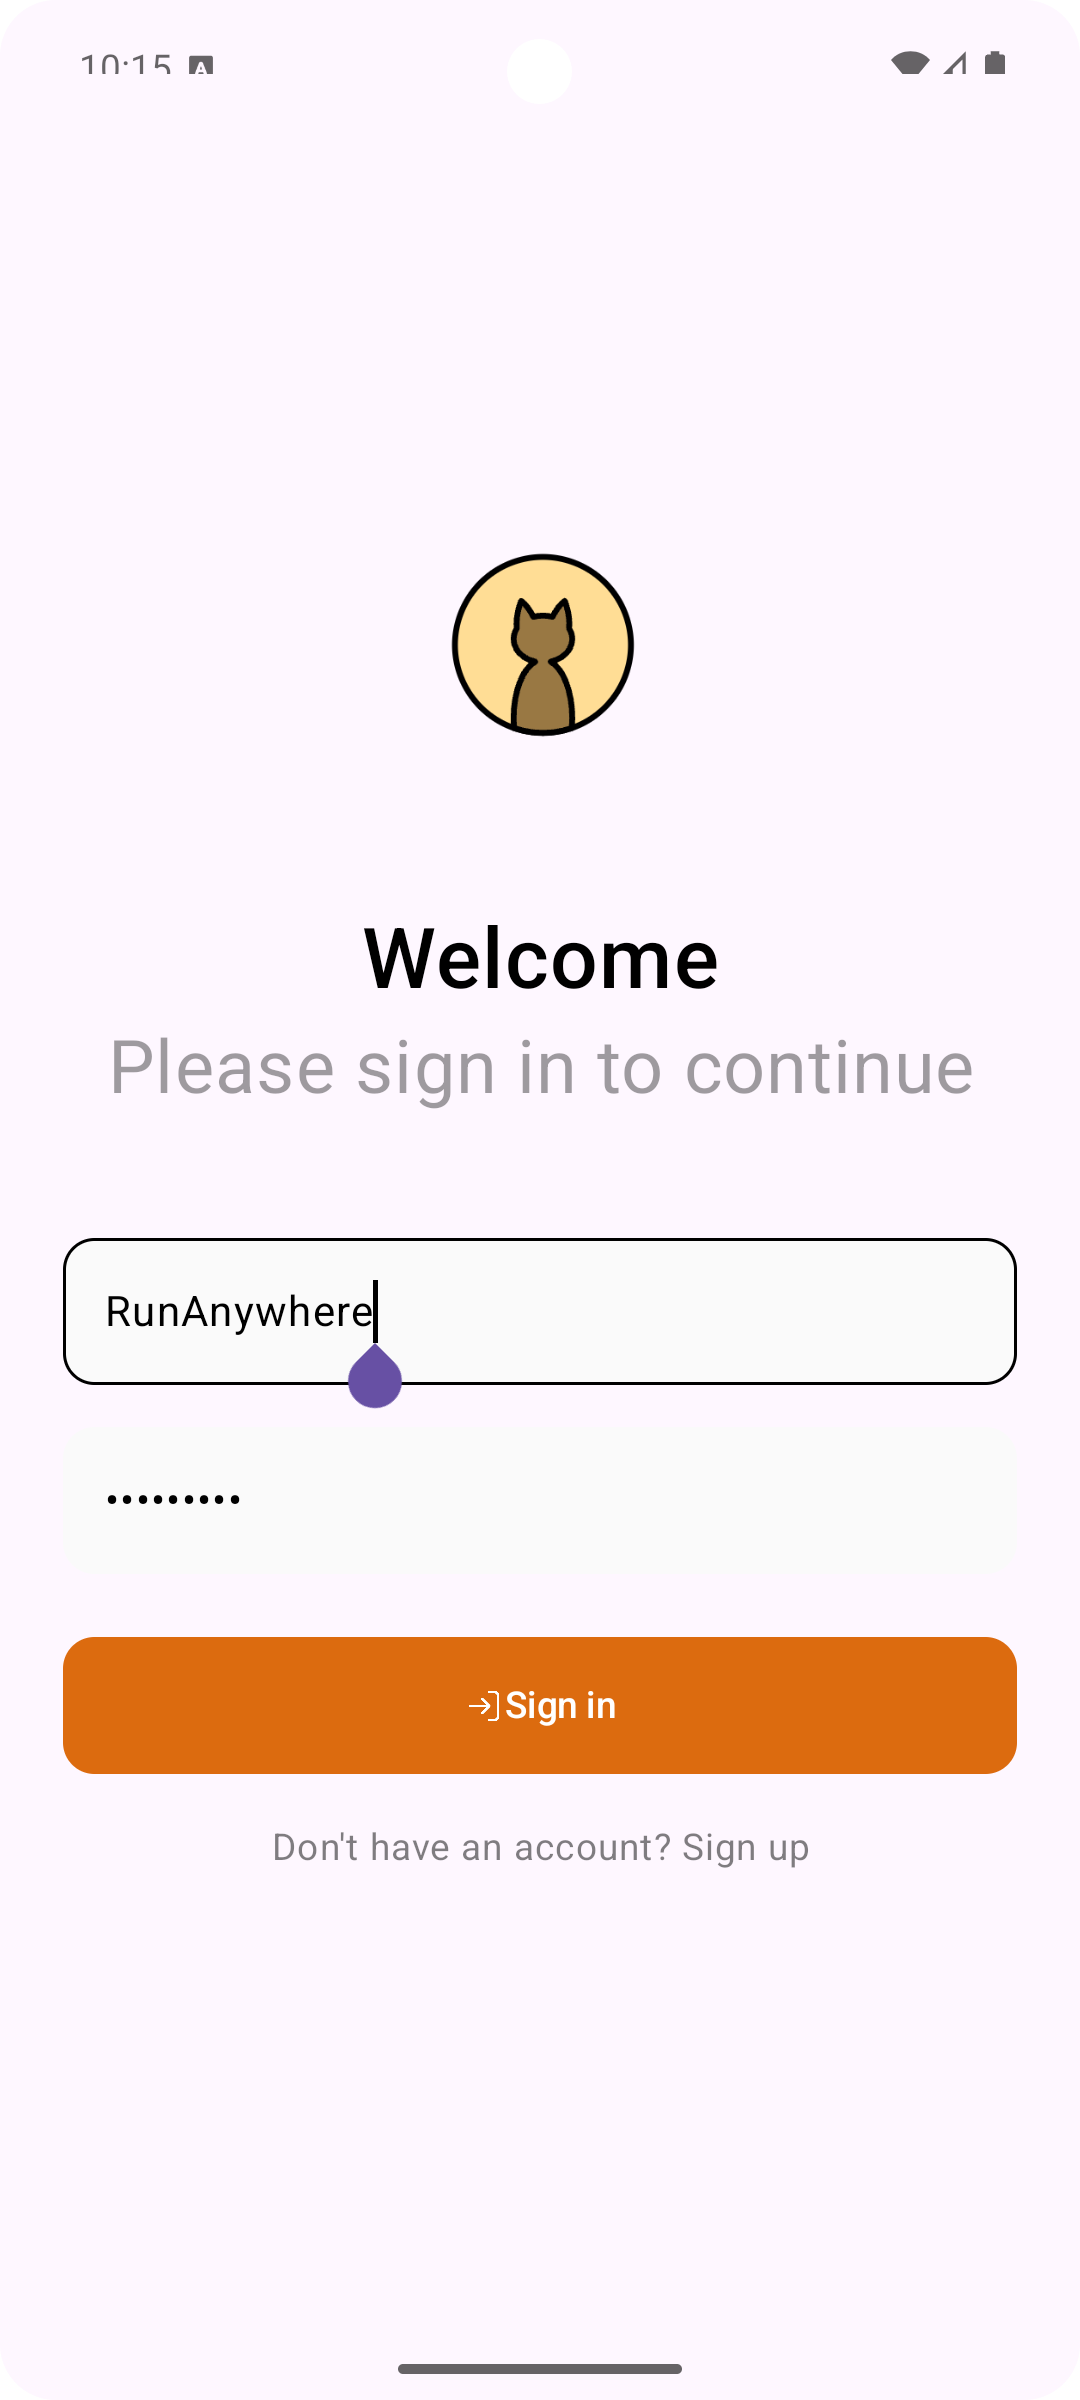 10:15
Welcome
Please sign in to continue
RunAnywhere
•••••••••
Sign in
Don't have an account? Sign up